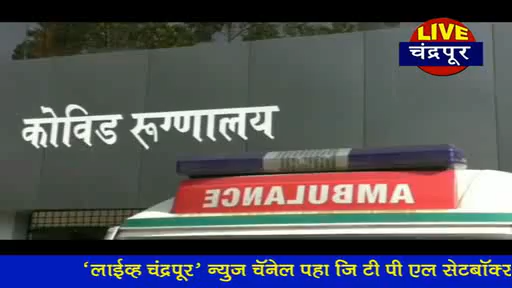 LIVE
चंद्रपूर
कोविड रूग्णालय
AMBULANCE
‘लाईव्ह चंद्रपूर’ न्युज चॅनेल पहा जि टी पी एल सेटबॉक्स